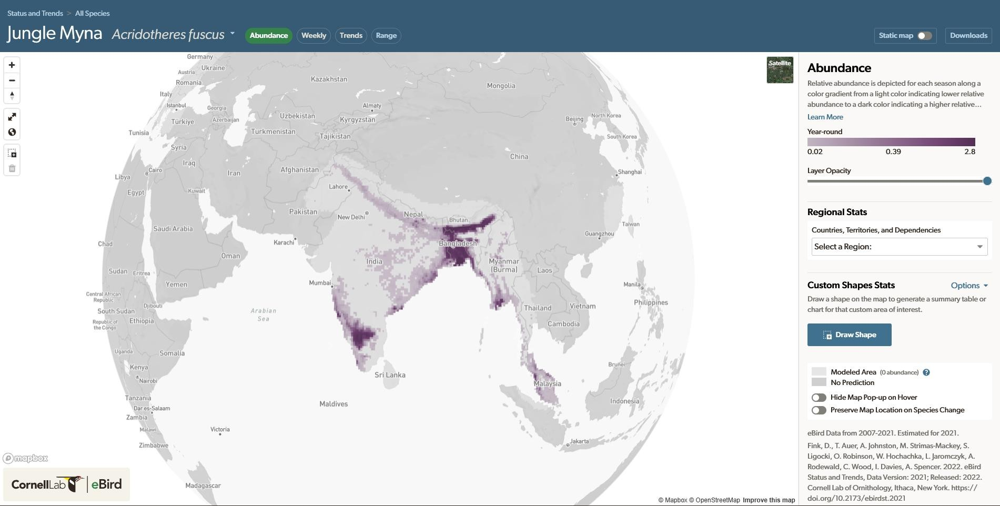 Status and Trends > All Species
Jungle Myna Acridotheres fuscus
Abundance
Weekly
Trends
Range
Static map
Downloads
Satellite
Germany
Ukraine
Austria
Romania
Kazakhstan
Mongolia
Italy
Istanbul
Georgia
Almaty
Uzbekistan
Kyrgyzstan
Türkiye
Azerbaijan
Beijing
North Korea
Tunisia
Turkmenistan
Tajikistan
South Korea
Syria
China
Iraq
Cairo
Iran
Afghanistan
Shanghai
Libya
Egypt
Kuwait
Lahore
Pakistan
New Delhi
Nepal
Bhutan
Taiwan
Saudi Arabia
Guangzhou
Chad
Karachi
Bangladesh
Oman
India
Myanmar
(Burma)
Laos
Sudan
Eritrea
Yemen
Mumbai
Manila
Central African
Republic
Djibouti
Philippines
South Sudan
Arabian
Sea
Thailand
Vietnam
Republic of
the Congo
Ethiopia
Cambodia
Uganda
Somalia
Kenya
Brunei
Nairobi
Sri Lanka
Malaysia
Tanzania
Maldives
Indonesia
Dar es-Salaam
Zambia
Malawi
Victoria
Jakarta
Zimbabwe
Madagascar
mapbox
CornellLab eBird
© Mapbox © OpenStreetMap Improve this map
Abundance
Relative abundance is depicted for each season along a
color gradient from a light color indicating lower relative
abundance to a dark color indicating a higher relative...
Learn More
Year-round
0.02 0.39 2.8
Layer Opacity
Regional Stats
Countries, Territories, and Dependencies
Select a Region:
Custom Shapes Stats Options
Draw a shape on the map to generate a summary table or
chart for that custom area of interest.
Draw Shape
Modeled Area (0 abundance) ?
No Prediction
Hide Map Pop-up on Hover
Preserve Map Location on Species Change
eBird Data from 2007-2021. Estimated for 2021.
Fink, D., T. Auer, A. Johnston, M. Strimas-Mackey, S.
Ligocki, O. Robinson, W. Hochachka, L. Jaromczyk, A.
Rodewald, C. Wood, I. Davies, A. Spencer. 2022. eBird
Status and Trends, Data Version: 2021; Released: 2022.
Cornell Lab of Ornithology, Ithaca, New York. https://
doi.org/10.2173/ebirdst.2021